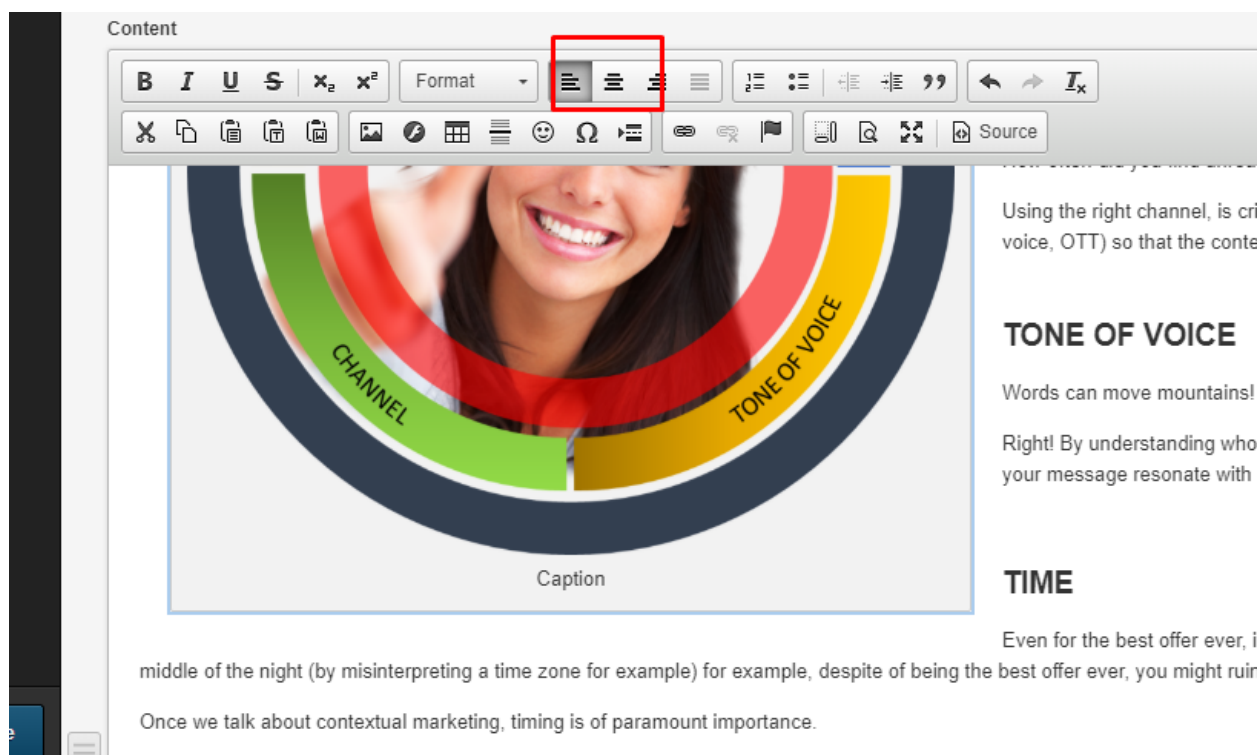 Content
B I U S x₂ x² Format
Source
Using the right channel, is cri
voice, OTT) so that the conte
CHANNEL
TONE OF VOICE
TONE OF VOICE
Words can move mountains!
Right! By understanding who
your message resonate with
Caption
TIME
Even for the best offer ever, i
middle of the night (by misinterpreting a time zone for example) for example, despite of being the best offer ever, you might ruin
Once we talk about contextual marketing, timing is of paramount importance.